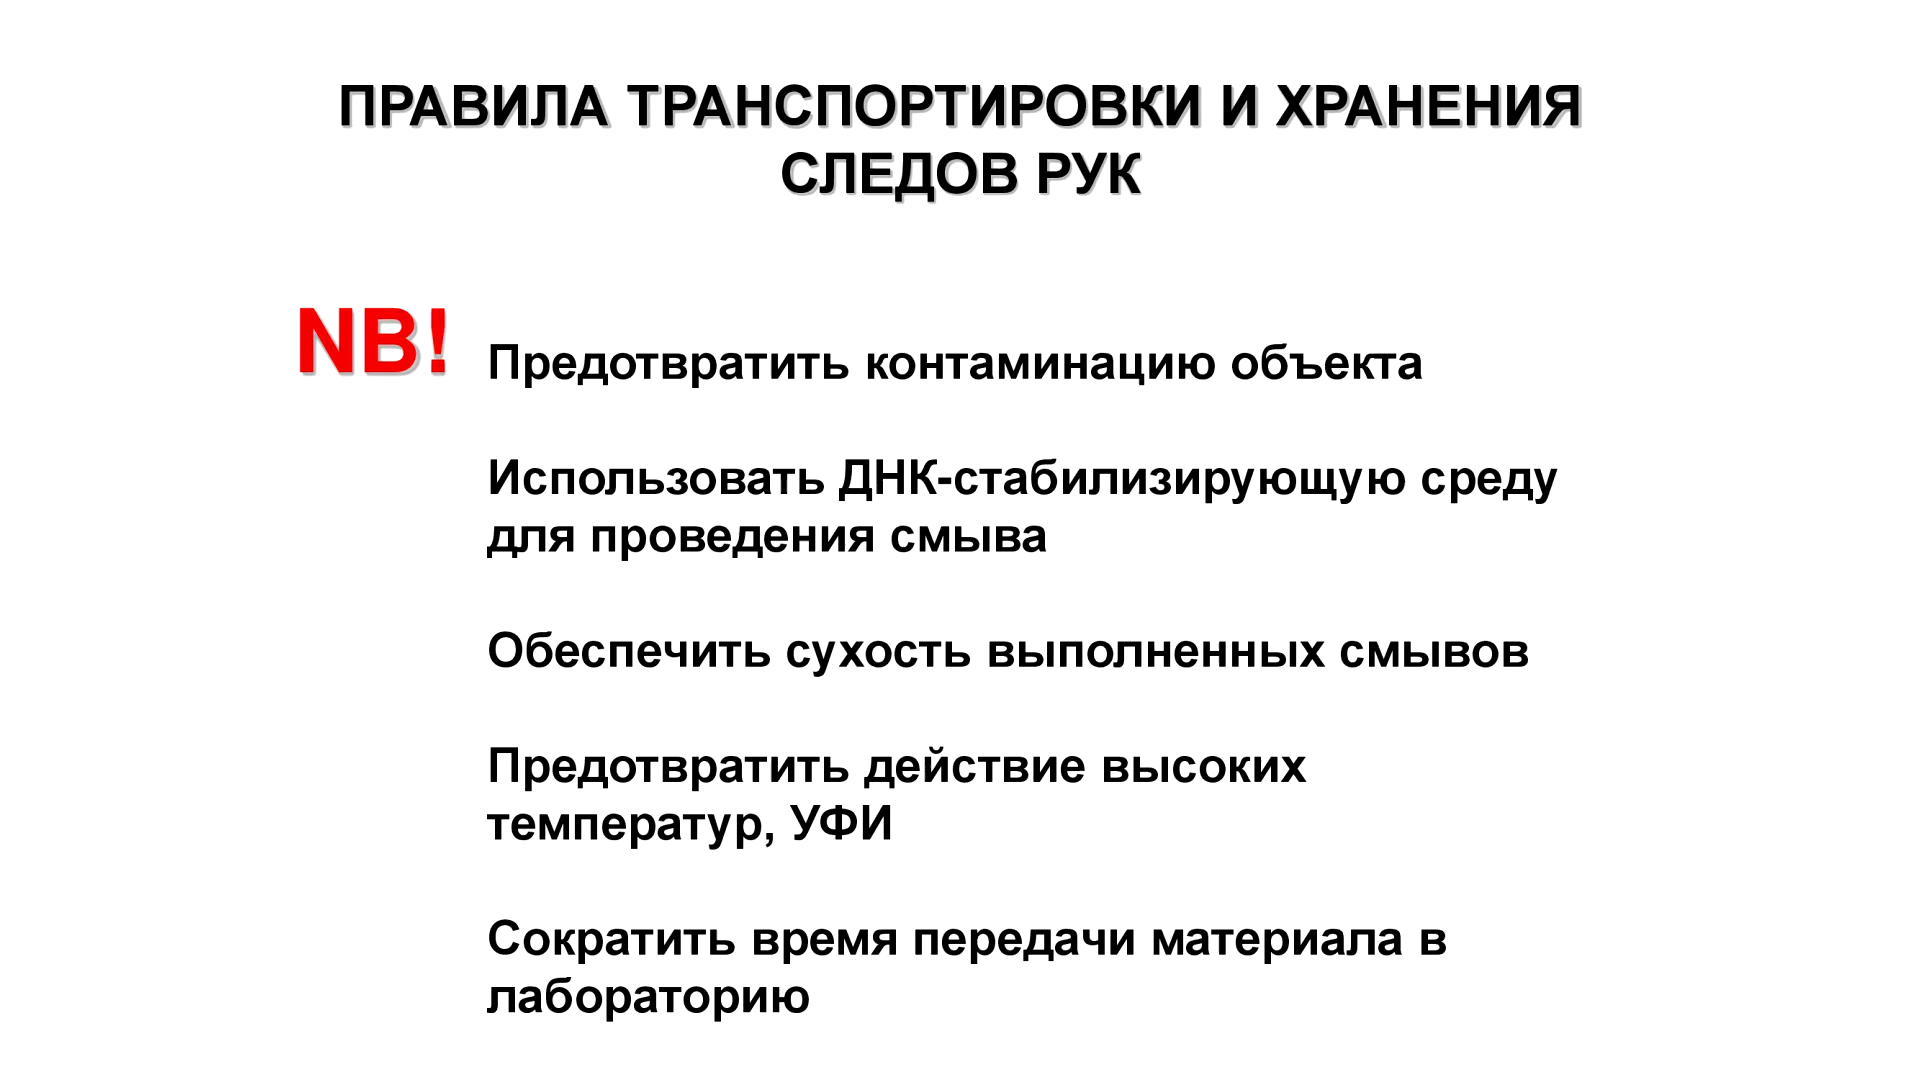 ПРАВИЛА ТРАНСПОРТИРОВКИ И ХРАНЕНИЯ
СЛЕДОВ РУК
NB!
Предотвратить контаминацию объекта
Использовать ДНК-стабилизирующую среду
для проведения смыва
Обеспечить сухость выполненных смывов
Предотвратить действие высоких
температур, УФИ
Сократить время передачи материала в
лабораторию